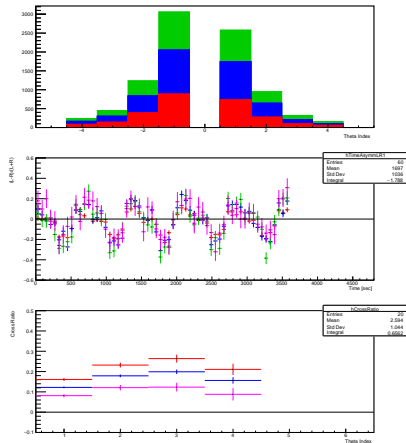 3000
2500
2000
1500
1000
500
0
-4
-2
0
2
4
Theta Index
hTimeAsymmLR1
Entries 60
Mean 1697
Std Dev 1036
Integral -1.788
(L-R)/(L+R)
0.6
0.4
0.2
0
-0.2
-0.4
-0.6
0
500
1000
1500
2000
2500
3000
3500
4000
4500
Time [sec]
hCrossRatio
Entries 20
Mean 2.594
Std Dev 1.044
Integral 0.6562
CrossRatio
0.5
0.4
0.3
0.2
0.1
0
-0.1
1
2
3
4
5
6
Theta Index